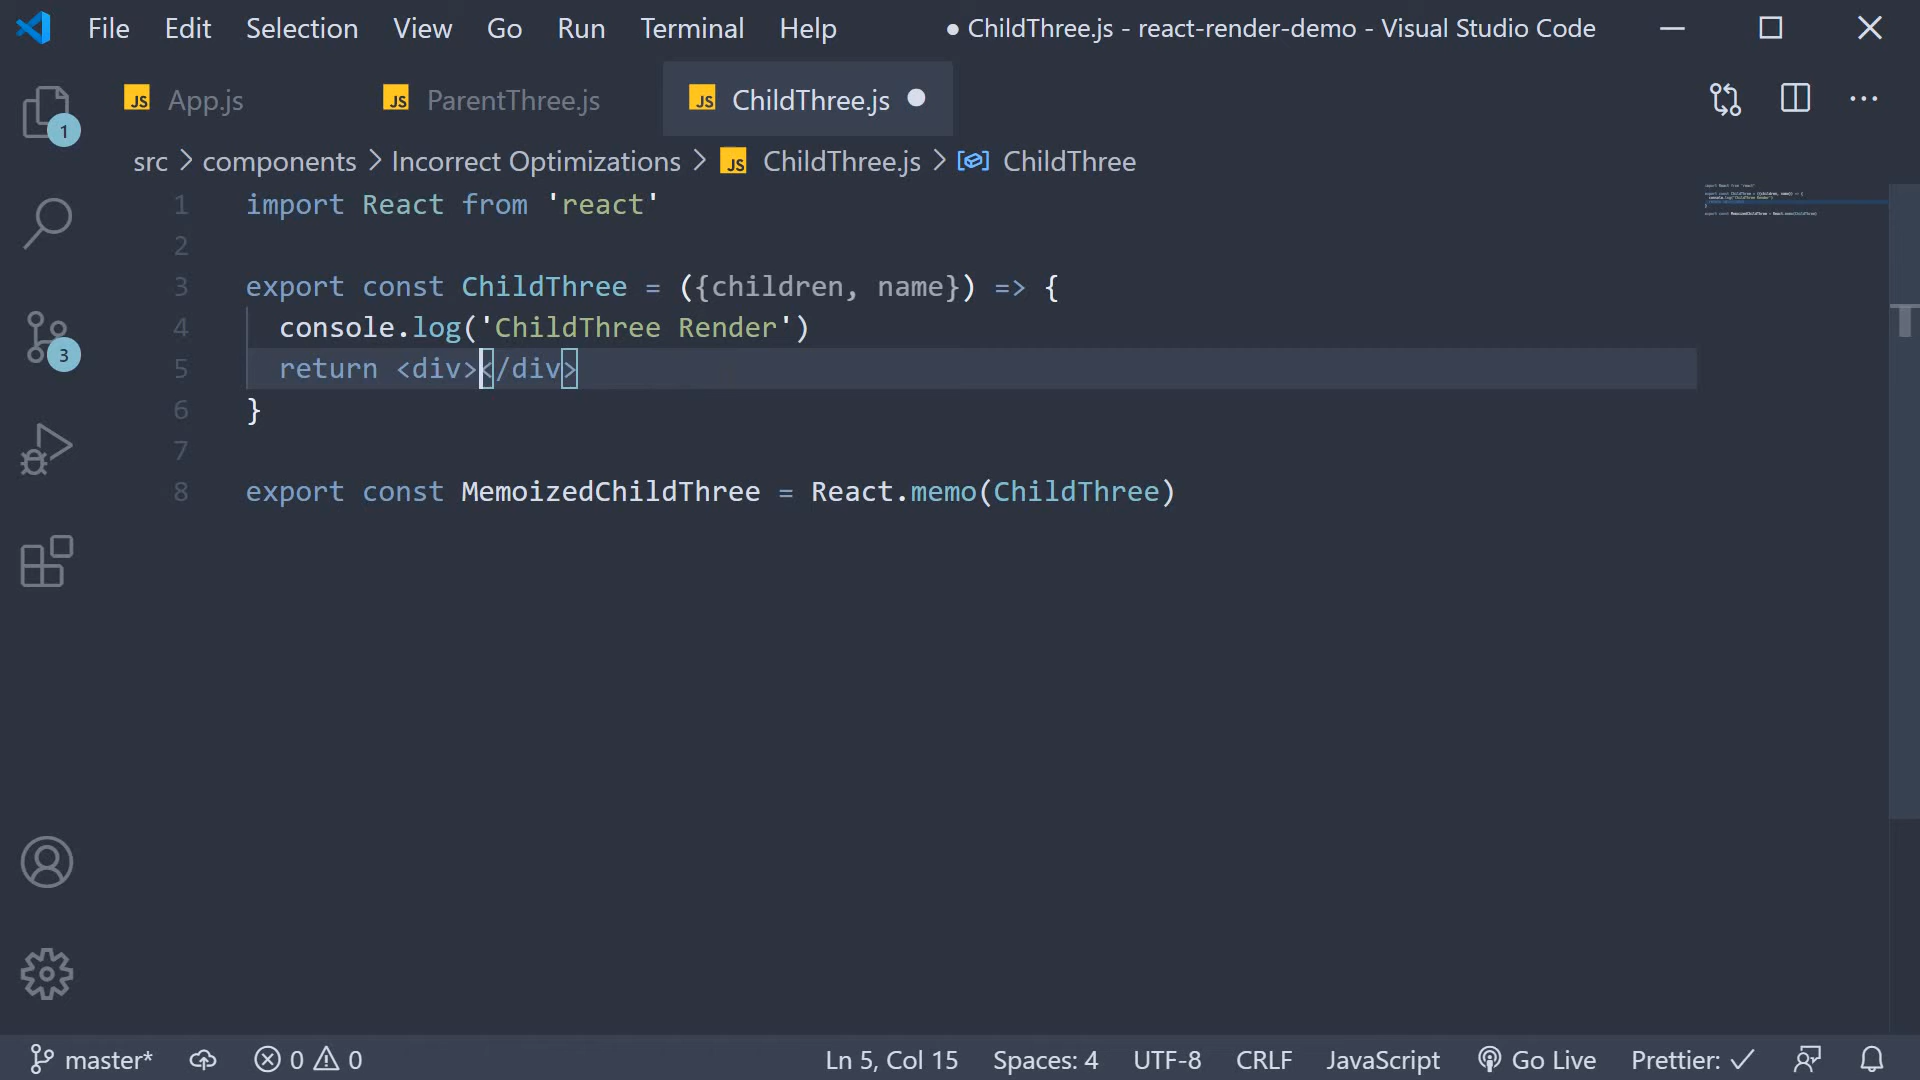 File Edit Selection View Go Run Terminal Help ● ChildThree.js - react-render-demo - Visual Studio Code
JS App.js JS ParentThree.js JS ChildThree.js
src > components > Incorrect Optimizations > JS ChildThree.js > ChildThree
1 import React from 'react'
2
3 export const ChildThree = ({children, name}) => {
4 console.log('ChildThree Render')
5 return <div></div>
6 }
7
8 export const MemoizedChildThree = React.memo(ChildThree)
1
3
master* 0 0 Ln 5, Col 15 Spaces: 4 UTF-8 CRLF JavaScript Go Live Prettier: ✓